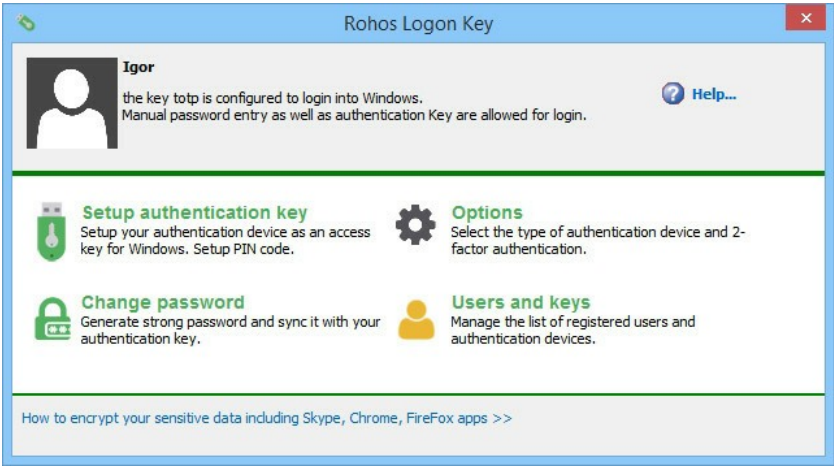 Rohos Logon Key
Igor
the key totp is configured to login into Windows.
Manual password entry as well as authentication Key are allowed for login.
Help...
Setup authentication key
Setup your authentication device as an access
key for Windows. Setup PIN code.
Options
Select the type of authentication device and 2-
factor authentication.
Change password
Generate strong password and sync it with your
authentication key.
Users and keys
Manage the list of registered users and
authentication devices.
How to encrypt your sensitive data including Skype, Chrome, FireFox apps >>